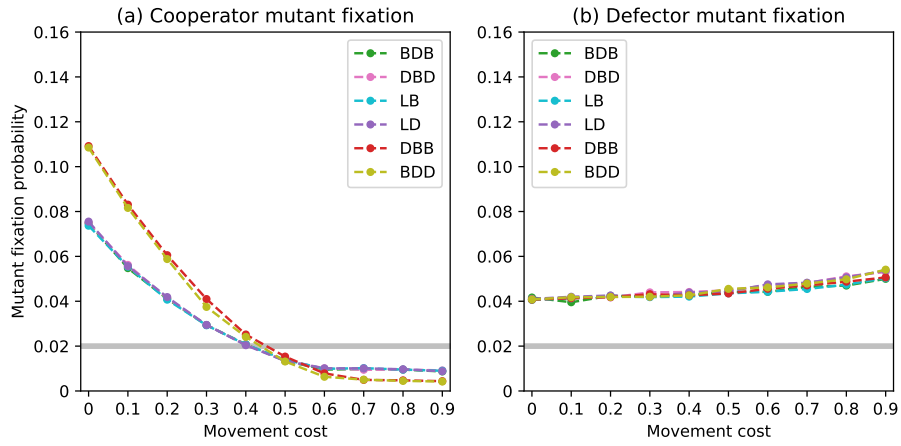 (a) Cooperator mutant fixation
Mutant fixation probability
0.16
0.14
0.12
0.10
0.08
0.06
0.04
0.02
0
BDB
DBD
LB
LD
DBB
BDD
0 0.1 0.2 0.3 0.4 0.5 0.6 0.7 0.8 0.9
Movement cost
(b) Defector mutant fixation
0.16
0.14
0.12
0.10
0.08
0.06
0.04
0.02
0
BDB
DBD
LB
LD
DBB
BDD
0 0.1 0.2 0.3 0.4 0.5 0.6 0.7 0.8 0.9
Movement cost